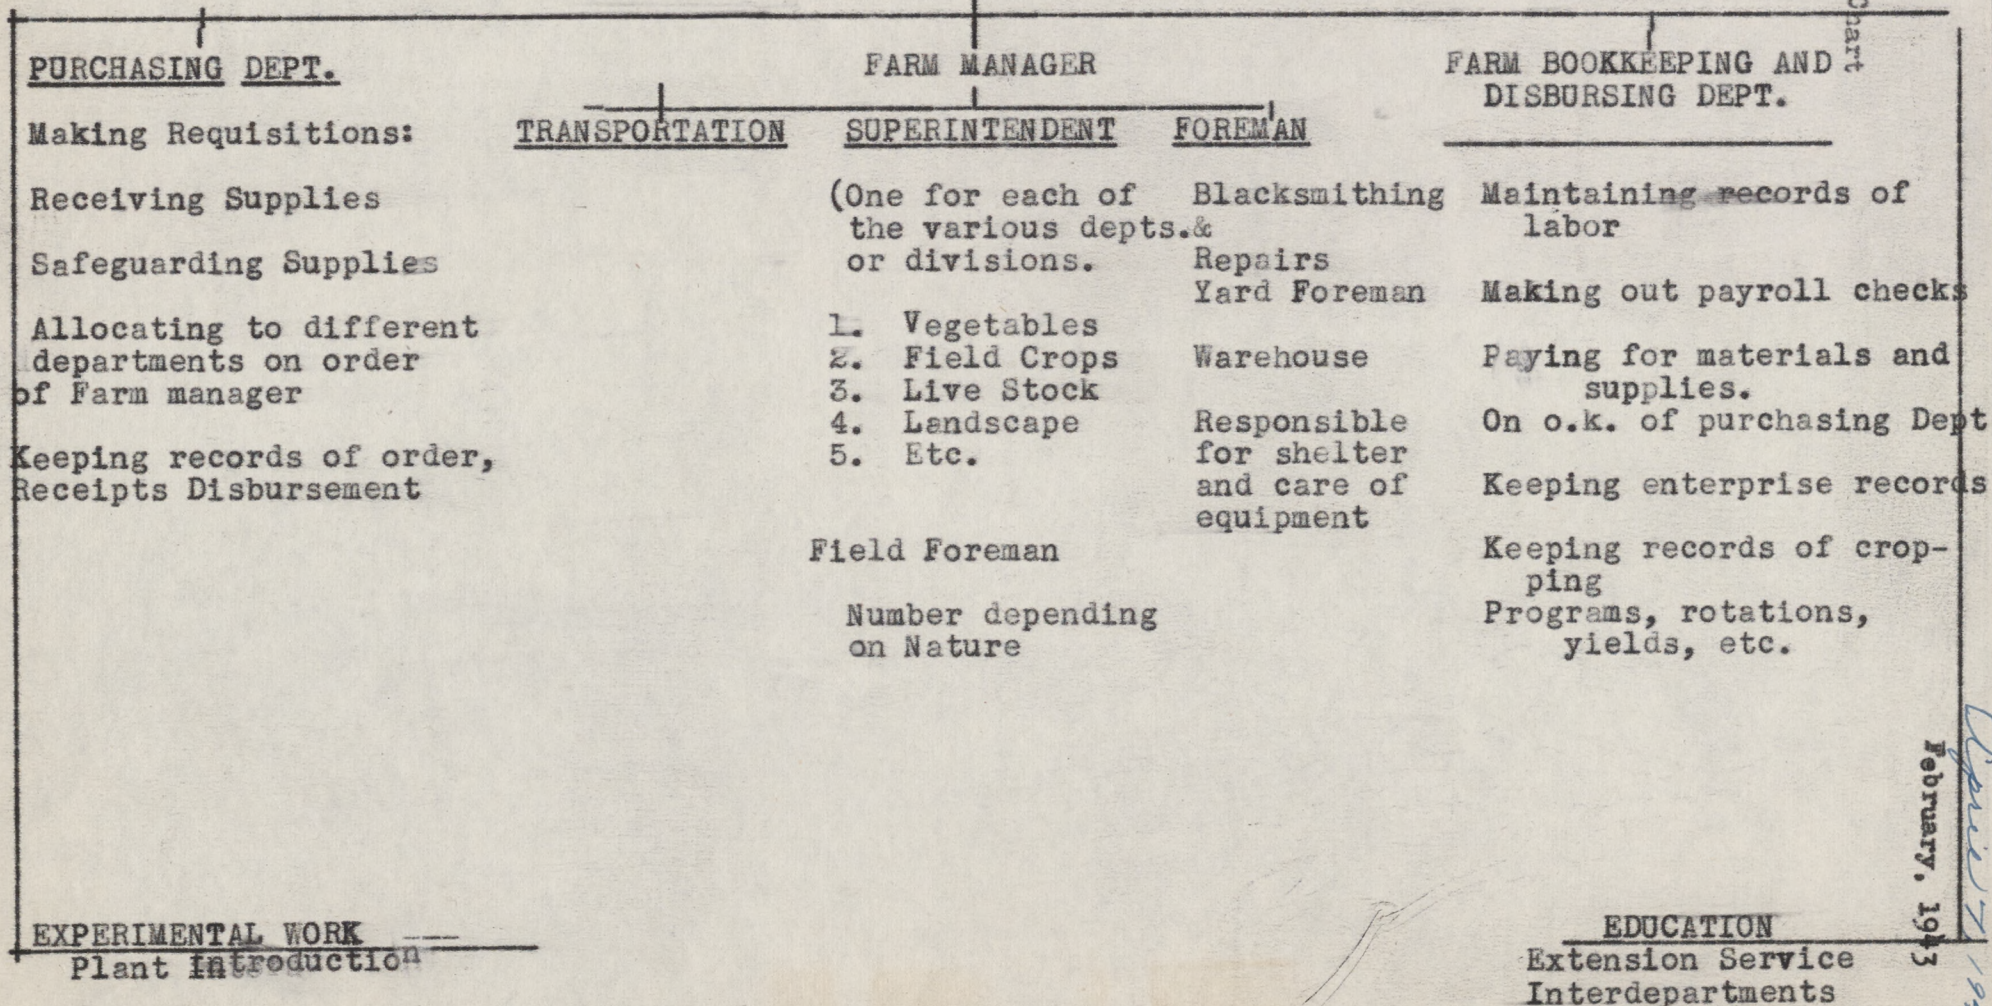 Chart
PURCHASING DEPT.
Making Requisitions:
Receiving Supplies
Safeguarding Supplies
Allocating to different
departments on order
of Farm manager
Keeping records of order,
Receipts Disbursement
FARM MANAGER
TRANSPORTATION
SUPERINTENDENT
(One for each of
the various depts.
or divisions.
1. Vegetables
2. Field Crops
3. Live Stock
4. Landscape
5. Etc.
Field Foreman
Number depending
on Nature
FOREMAN
Blacksmithing
&
Repairs
Yard Foreman
Warehouse
Responsible
for shelter
and care of
equipment
FARM BOOKKEEPING AND
DISBURSING DEPT.
Maintaining records of
labor
Making out payroll checks
Paying for materials and
supplies.
On o.k. of purchasing Dept
Keeping enterprise records
Keeping records of crop-
ping
Programs, rotations,
yields, etc.
February, 1943
EXPERIMENTAL WORK
Plant Introduction
EDUCATION
Extension Service
Interdepartments